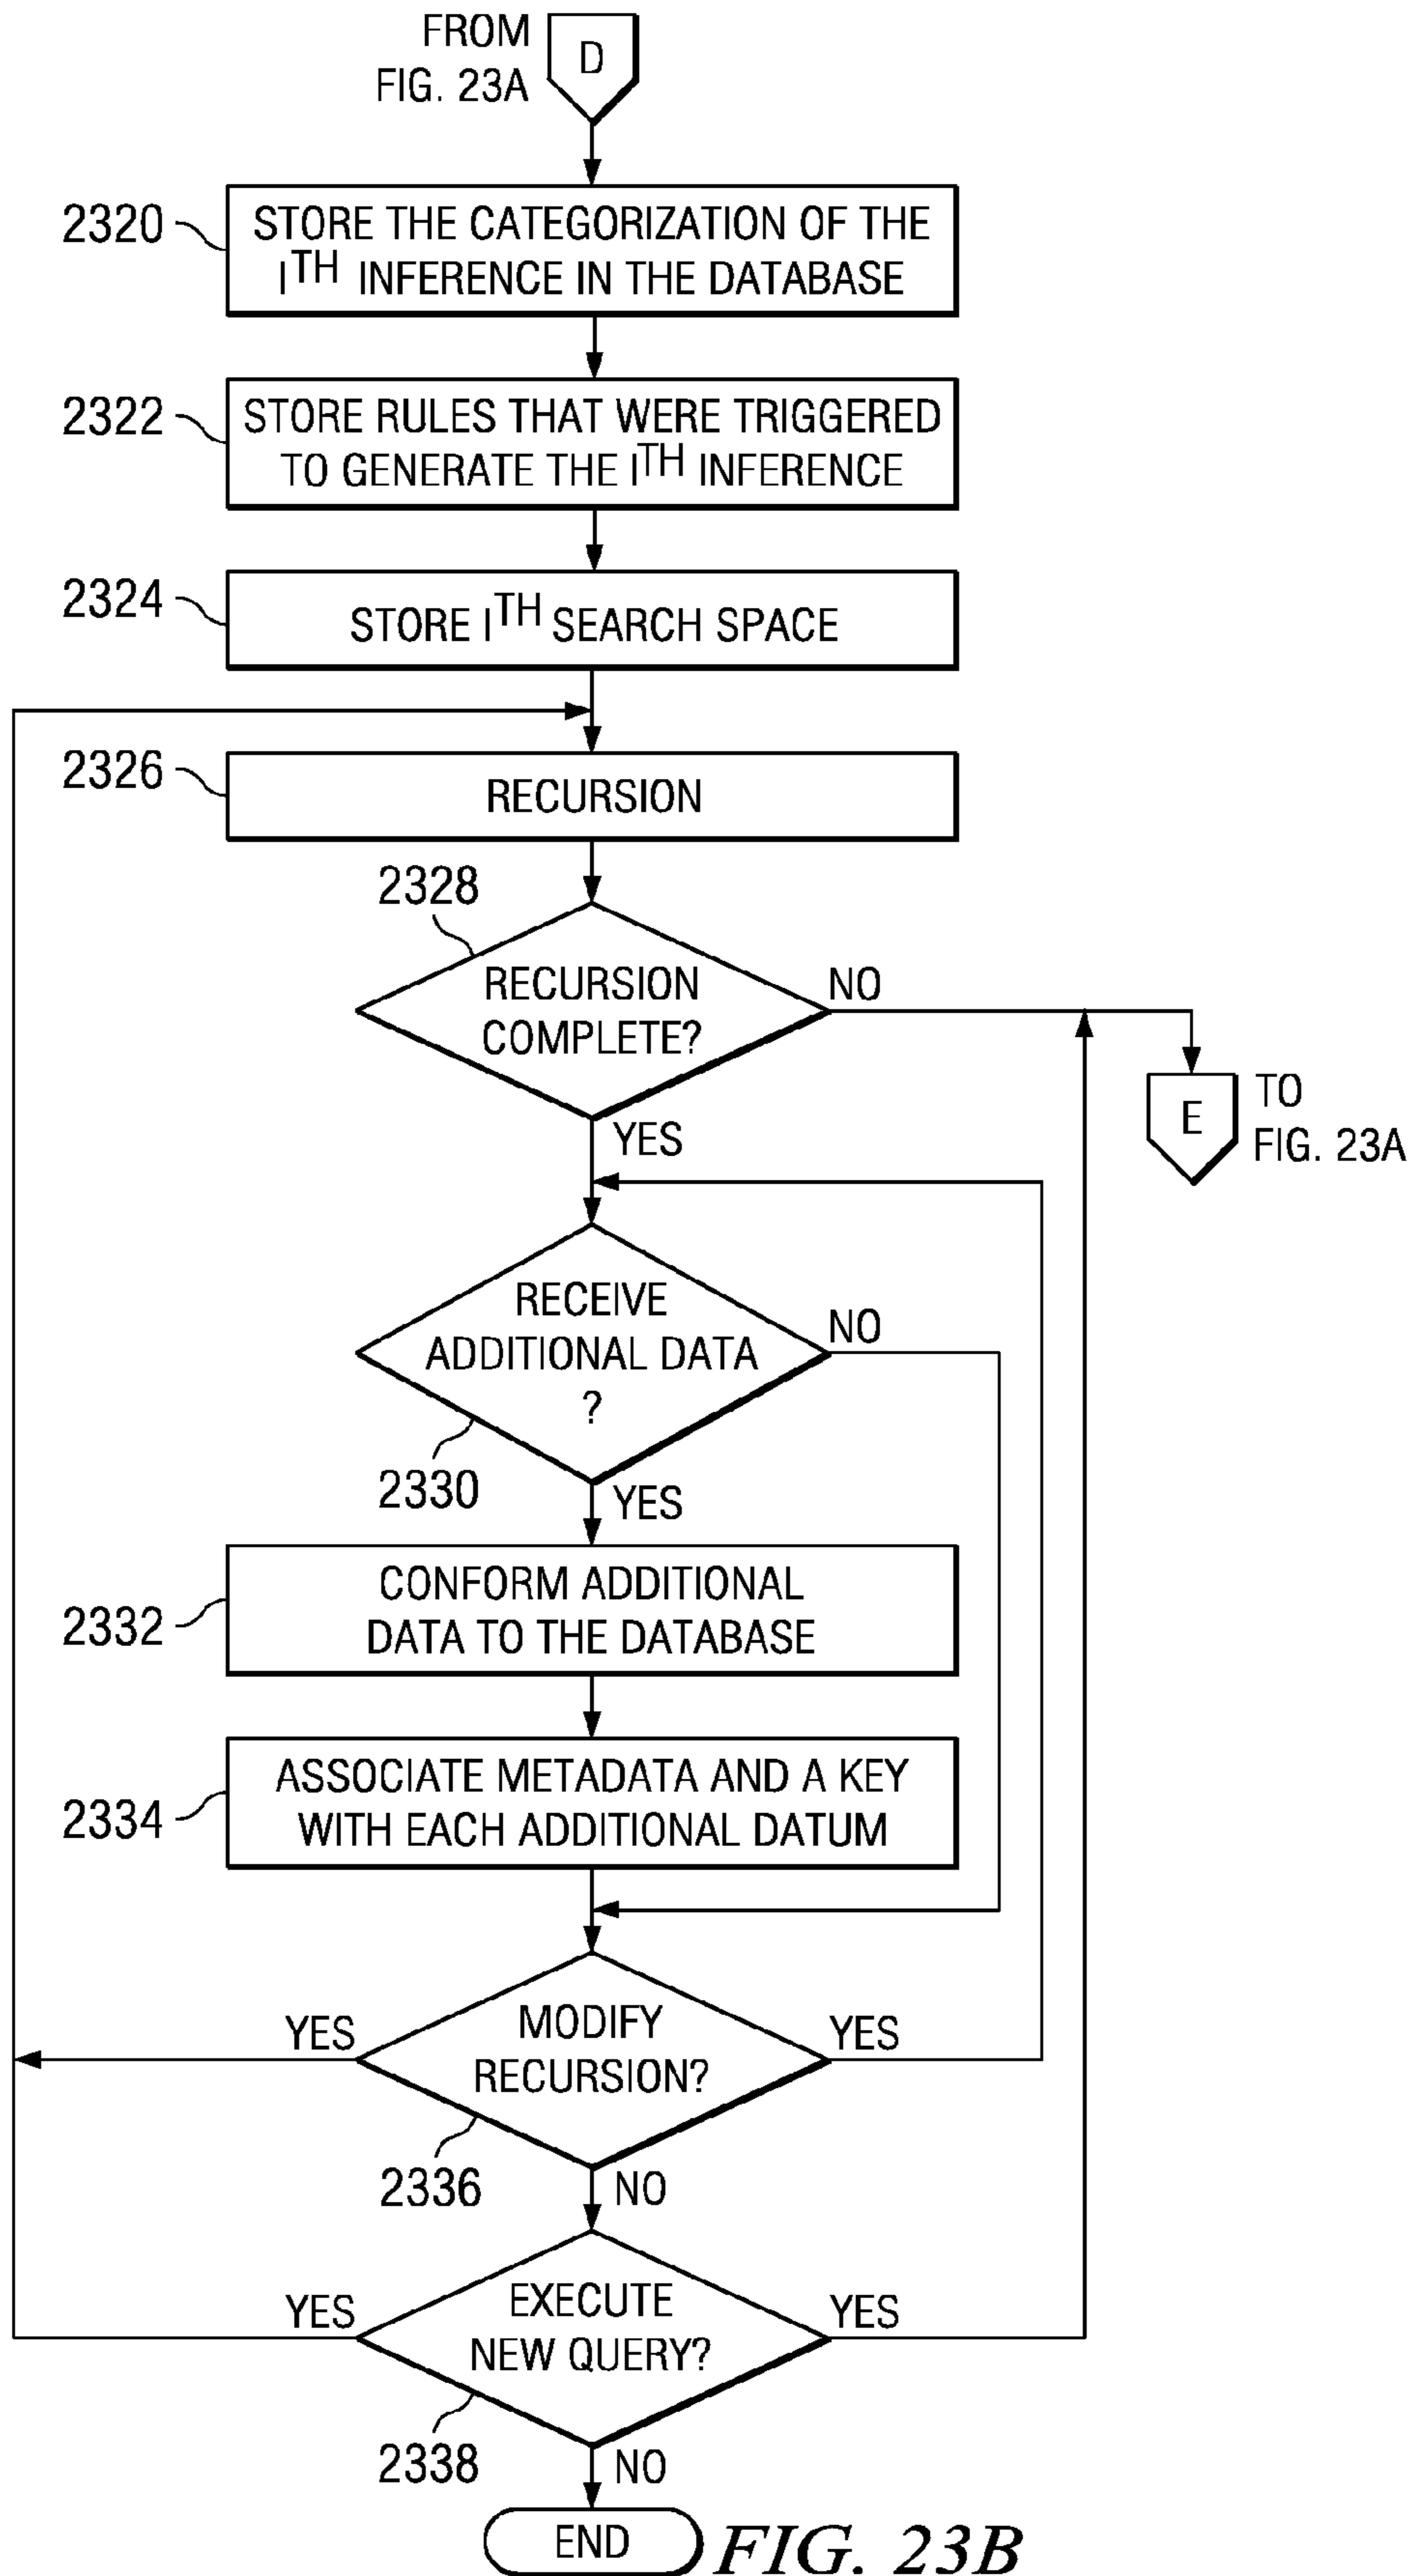 FROM
FIG. 23A
D
2320
STORE THE CATEGORIZATION OF THE
ITH INFERENCE IN THE DATABASE
2322
STORE RULES THAT WERE TRIGGERED
TO GENERATE THE ITH INFERENCE
2324
STORE ITH SEARCH SPACE
2326
RECURSION
2328
RECURSION
COMPLETE?
NO
YES
E
TO
FIG. 23A
RECEIVE
ADDITIONAL DATA
?
NO
2330
YES
2332
CONFORM ADDITIONAL
DATA TO THE DATABASE
2334
ASSOCIATE METADATA AND A KEY
WITH EACH ADDITIONAL DATUM
YES
MODIFY
RECURSION?
YES
2336
NO
YES
EXECUTE
NEW QUERY?
YES
2338
NO
END
FIG. 23B